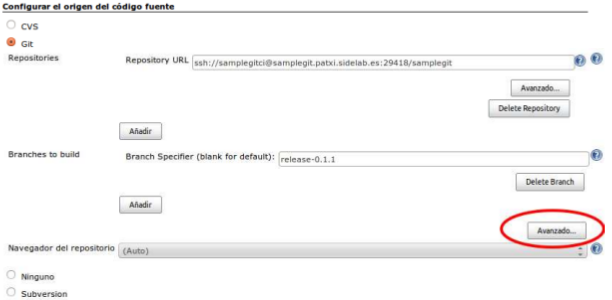 Configurar el origen del código fuente
CVS
Git
Repositories
Repository URL ssh://samplegitci@samplegit.patxi.sidelab.es:29418/samplegit
Avanzado...
Delete Repository
Añadir
Branches to build
Branch Specifier (blank for default): release-0.1.1
Delete Branch
Añadir
Avanzado...
Navegador del repositorio (Auto)
Ninguno
Subversion